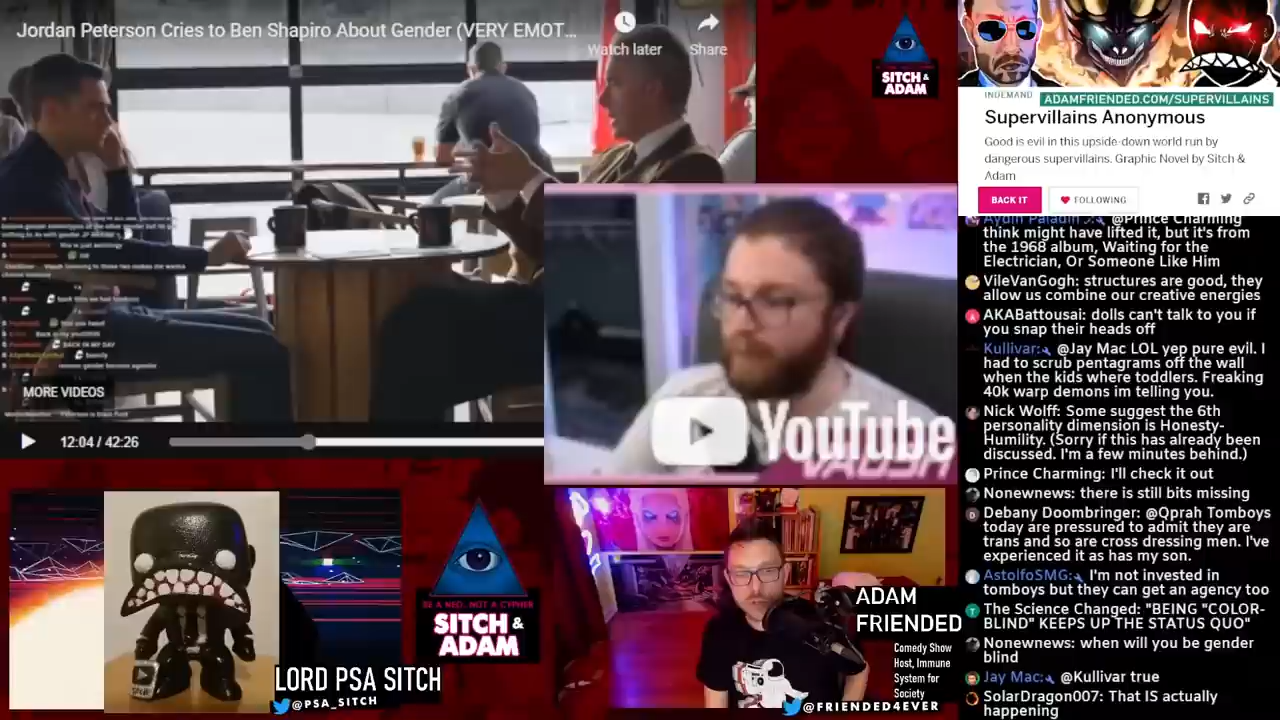 Jordan Peterson Cries to Ben Shapiro About Gender (VERY EMOT...
Watch later
Share
SITCH &
ADAM
MORE VIDEOS
12:04 / 42:26
YouTube
VAUSH
INDEMAND
ADAMFRIENDED.COM/SUPERVILLAINS
Supervillains Anonymous
Good is evil in this upside-down world run by
dangerous supervillains. Graphic Novel by Sitch &
Adam
BACK IT
FOLLOWING
Aydin Paladin: @Prince Charming
think might have lifted it, but it's from
the 1968 album, Waiting for the
Electrician, Or Someone Like Him
VileVanGogh: structures are good, they
allow us combine our creative energies
AKABattousai: dolls can't talk to you if
you snap their heads off
Kullivar: @Jay Mac LOL yep pure evil. I
had to scrub pentagrams off the wall
when the kids where toddlers. Freaking
40k warp demons im telling you.
Nick Wolff: Some suggest the 6th
personality dimension is Honesty-
Humility. (Sorry if this has already been
discussed. I'm a few minutes behind.)
Prince Charming: I'll check it out
Nonewnews: there is still bits missing
Debany Doombringer: @Qprah Tomboys
today are pressured to admit they are
trans and so are cross dressing men. I've
experienced it as has my son.
AstolfoSMG: I'm not invested in
tomboys but they can get an agency too
The Science Changed: "BEING "COLOR-
BLIND" KEEPS UP THE STATUS QUO"
Nonewnews: when will you be gender
blind
Jay Mac: @Kullivar true
SolarDragon007: That IS actually
happening
BE A NEO, NOT A CYPHER
SITCH &
ADAM
LORD PSA SITCH
@PSA_SITCH
ADAM
FRIENDED
Comedy Show
Host, Immune
System for
Society
@FRIENDED4EVER